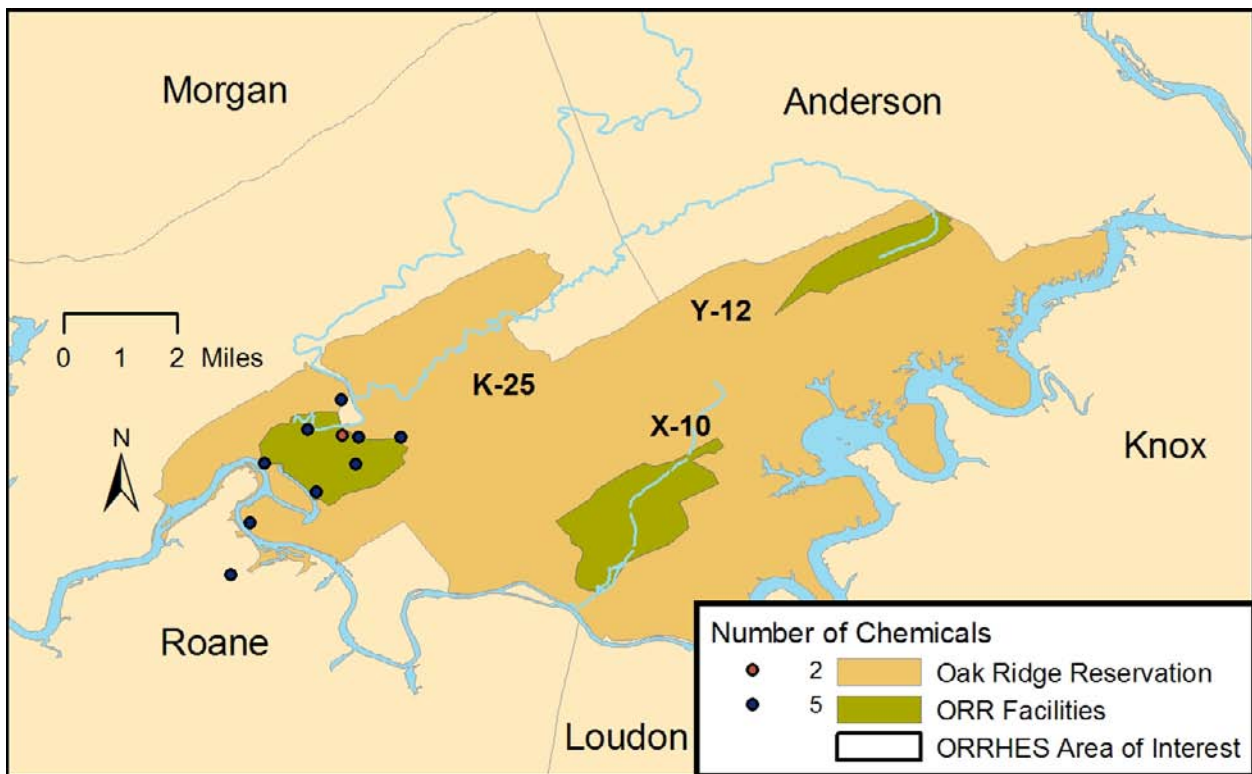 Morgan
Anderson
Y-12
0 1 2 Miles
K-25
X-10
N
Knox
Roane
Loudon
Number of Chemicals
2 Oak Ridge Reservation
5 ORR Facilities
ORRHES Area of Interest